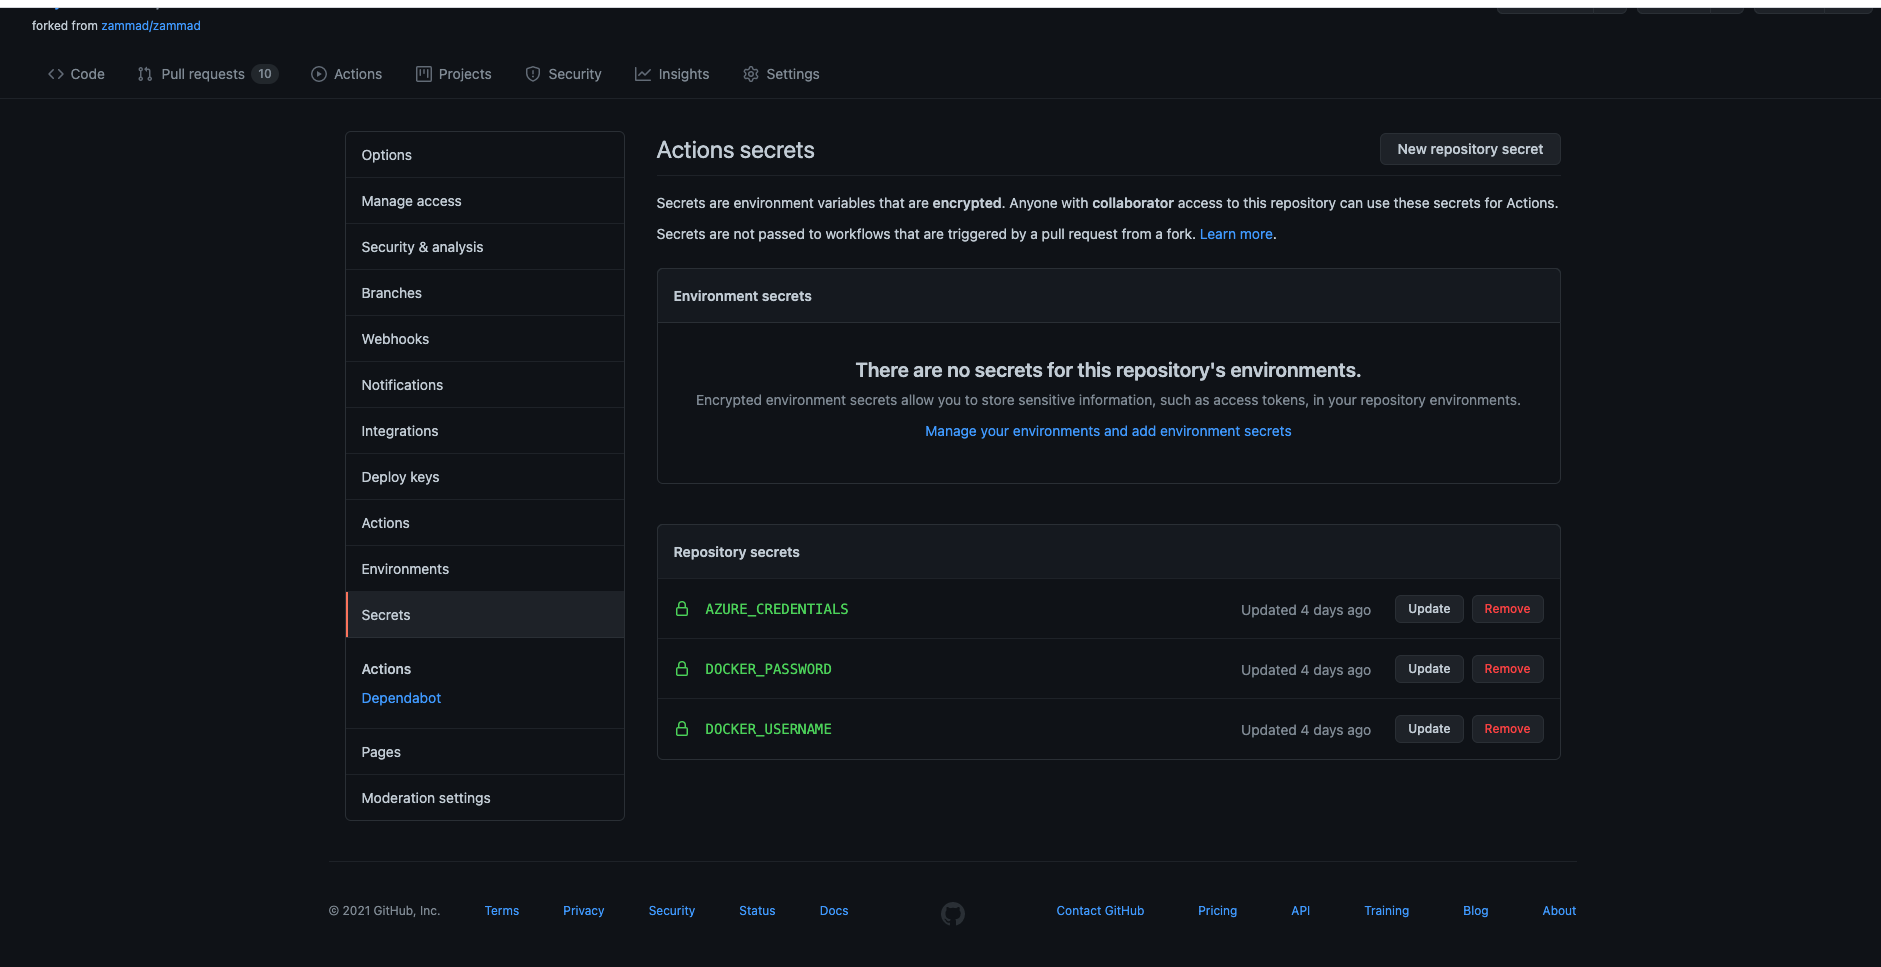 forked from zammad/zammad
Code
Pull requests 10
Actions
Projects
Security
Insights
Settings
Options
Manage access
Security & analysis
Branches
Webhooks
Notifications
Integrations
Deploy keys
Actions
Environments
Secrets
Actions
Dependabot
Pages
Moderation settings
Actions secrets
New repository secret
Secrets are environment variables that are encrypted. Anyone with collaborator access to this repository can use these secrets for Actions.
Secrets are not passed to workflows that are triggered by a pull request from a fork. Learn more.
Environment secrets
There are no secrets for this repository's environments.
Encrypted environment secrets allow you to store sensitive information, such as access tokens, in your repository environments.
Manage your environments and add environment secrets
Repository secrets
AZURE_CREDENTIALS Updated 4 days ago Update Remove
DOCKER_PASSWORD Updated 4 days ago Update Remove
DOCKER_USERNAME Updated 4 days ago Update Remove
© 2021 GitHub, Inc. Terms Privacy Security Status Docs Contact GitHub Pricing API Training Blog About